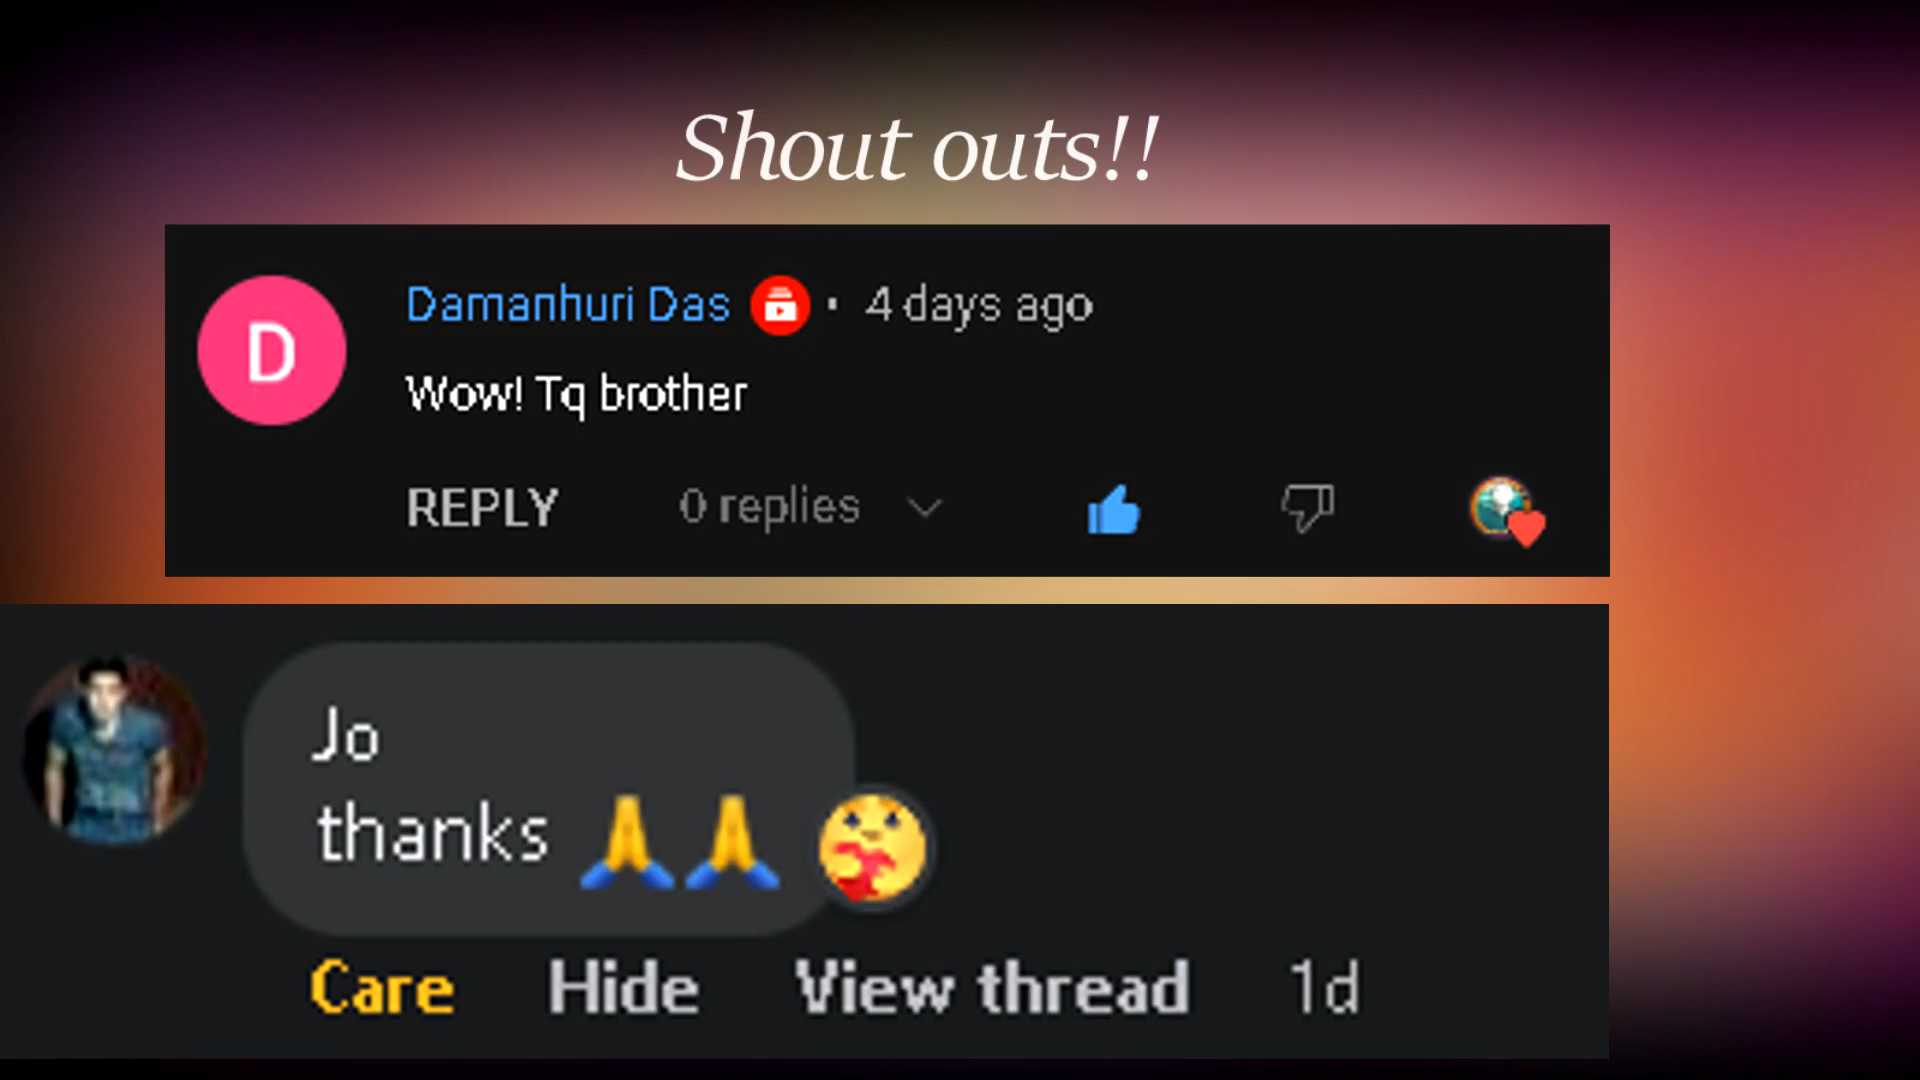 Shout outs!!
D
Damanhuri Das · 4 days ago
Wow! Tq brother
REPLY 0 replies
Jo
thanks 🙏🙏
Care Hide View thread 1d